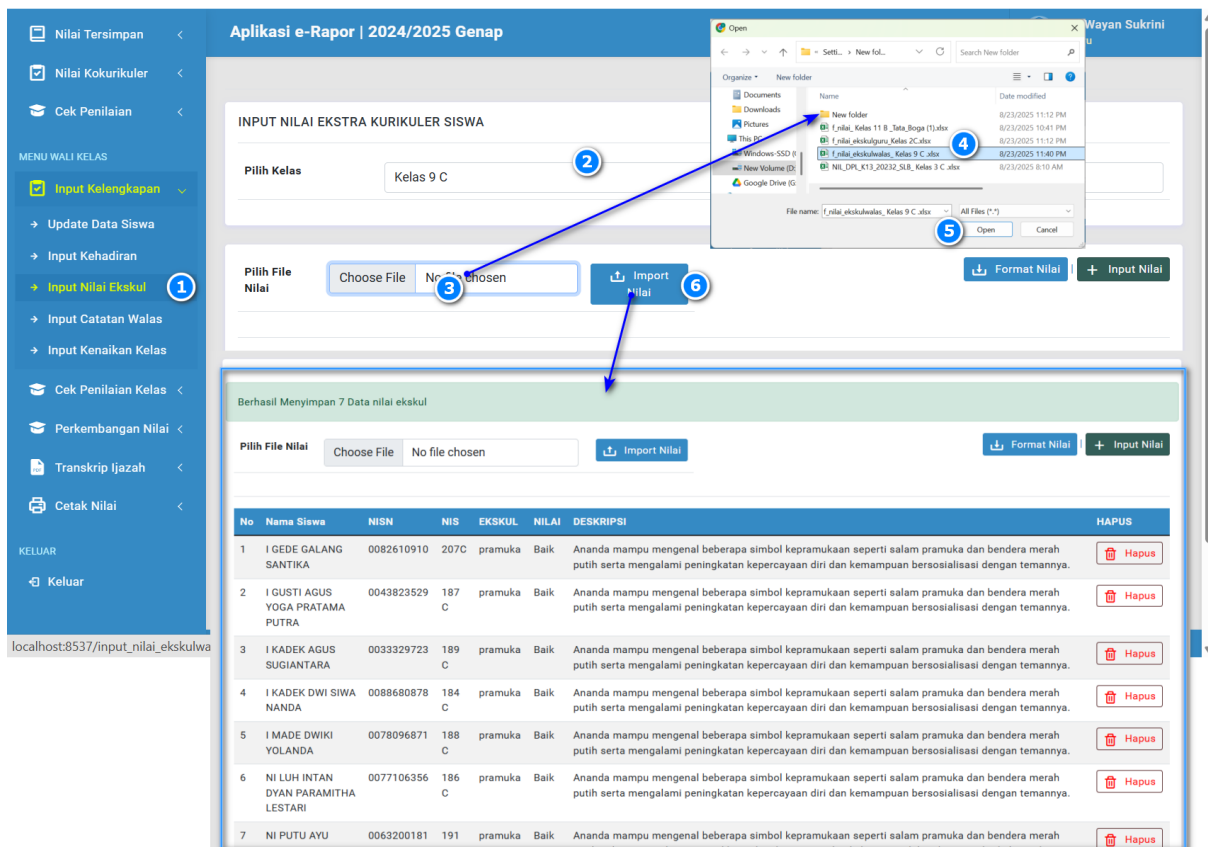 Nilai Tersimpan
Nilai Kokurikuler
Cek Penilaian
MENU WALI KELAS
Input Kelengkapan
Update Data Siswa
Input Kehadiran
Input Nilai Ekskul
1
Input Catatan Walas
Input Kenaikan Kelas
Cek Penilaian Kelas
Perkembangan Nilai
Transkrip Ijazah
Cetak Nilai
KELUAR
Keluar
localhost:8537/input_nilai_ekskulwa
Aplikasi e-Rapor | 2024/2025 Genap
Wayan Sukrini
u
INPUT NILAI EKSTRA KURIKULER SISWA
Pilih Kelas
Kelas 9 C
2
Open
Setti... New fol...
Search New folder
Organize New folder
Documents
Downloads
Pictures
This PC
Windows-SSD (
New Volume (D:
Google Drive (G:
Name Date modified
New folder 8/23/2025 11:12 PM
f_nilai_ Kelas 11 B _Tata_Boga (1).xlsx 8/23/2025 10:41 PM
f_nilai_ekskulguru_Kelas 2C.xlsx 8/23/2025 11:12 PM
f_nilai_ekskulwalas_ Kelas 9 C .xlsx 8/23/2025 11:40 PM
NIL_DPL_K13_20232_SLB_ Kelas 3 C .xlsx 8/23/2025 8:10 AM
4
File name: f_nilai_ekskulwalas_ Kelas 9 C .xlsx All Files (*.*)
5
Open Cancel
Pilih File
Nilai
Choose File No file chosen
3
Import
Nilai
6
Format Nilai | + Input Nilai
Berhasil Menyimpan 7 Data nilai ekskul
Pilih File Nilai Choose File No file chosen Import Nilai Format Nilai | + Input Nilai
No Nama Siswa NISN NIS EKSKUL NILAI DESKRIPSI HAPUS
1 I GEDE GALANG 0082610910 207C pramuka Baik Ananda mampu mengenal beberapa simbol kepramukaan seperti salam pramuka dan bendera merah Hapus
SANTIKA putih serta mengalami peningkatan kepercayaan diri dan kemampuan bersosialisasi dengan temannya.
2 I GUSTI AGUS 0043823529 187 pramuka Baik Ananda mampu mengenal beberapa simbol kepramukaan seperti salam pramuka dan bendera merah Hapus
YOGA PRATAMA C putih serta mengalami peningkatan kepercayaan diri dan kemampuan bersosialisasi dengan temannya.
PUTRA
3 I KADEK AGUS 0033329723 189 pramuka Baik Ananda mampu mengenal beberapa simbol kepramukaan seperti salam pramuka dan bendera merah Hapus
SUGIANTARA C putih serta mengalami peningkatan kepercayaan diri dan kemampuan bersosialisasi dengan temannya.
4 I KADEK DWI SIWA 0088680878 184 pramuka Baik Ananda mampu mengenal beberapa simbol kepramukaan seperti salam pramuka dan bendera merah Hapus
NANDA C putih serta mengalami peningkatan kepercayaan diri dan kemampuan bersosialisasi dengan temannya.
5 I MADE DWIKI 0078096871 188 pramuka Baik Ananda mampu mengenal beberapa simbol kepramukaan seperti salam pramuka dan bendera merah Hapus
YOLANDA C putih serta mengalami peningkatan kepercayaan diri dan kemampuan bersosialisasi dengan temannya.
6 NI LUH INTAN 0077106356 186 pramuka Baik Ananda mampu mengenal beberapa simbol kepramukaan seperti salam pramuka dan bendera merah Hapus
DYAN PARAMITHA C putih serta mengalami peningkatan kepercayaan diri dan kemampuan bersosialisasi dengan temannya.
LESTARI
7 NI PUTU AYU 0063200181 191 pramuka Baik Ananda mampu mengenal beberapa simbol kepramukaan seperti salam pramuka dan bendera merah Hapus